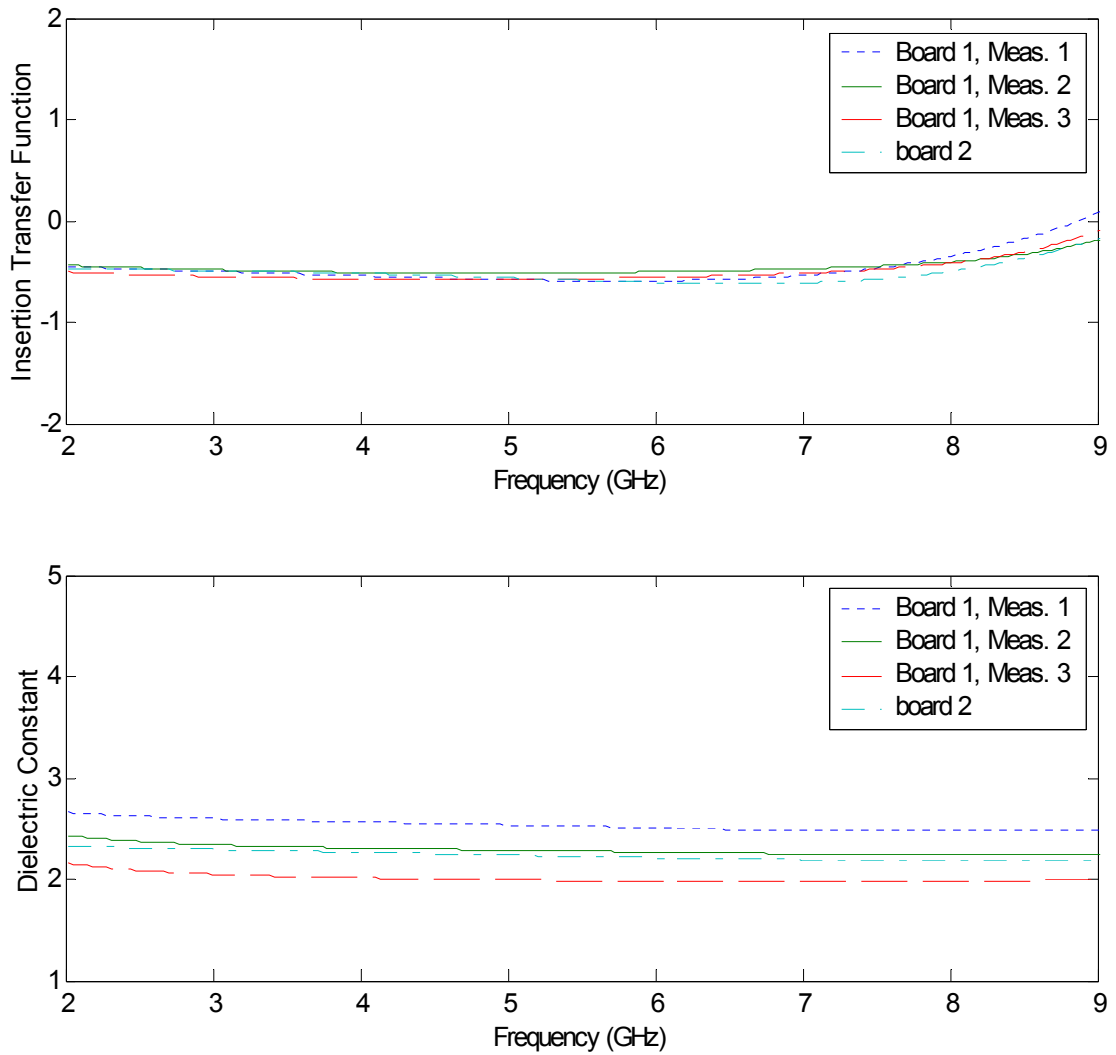 2
1
0
-1
-2
Insertion Transfer Function
Board 1, Meas. 1
Board 1, Meas. 2
Board 1, Meas. 3
board 2
2 3 4 5 6 7 8 9
Frequency (GHz)
5
4
3
2
1
Dielectric Constant
Board 1, Meas. 1
Board 1, Meas. 2
Board 1, Meas. 3
board 2
2 3 4 5 6 7 8 9
Frequency (GHz)